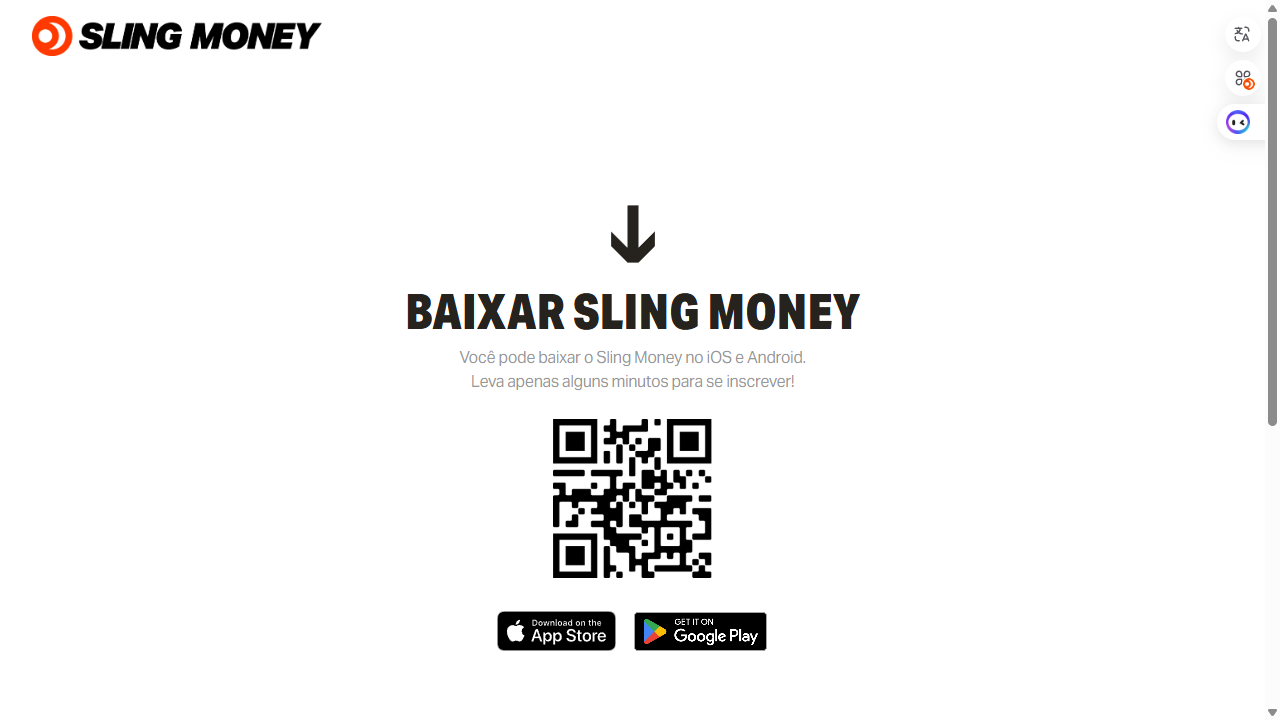 SLING MONEY
BAIXAR SLING MONEY
Você pode baixar o Sling Money no iOS e Android.
Leva apenas alguns minutos para se inscrever!
Download on the
App Store
GET IT ON
Google Play